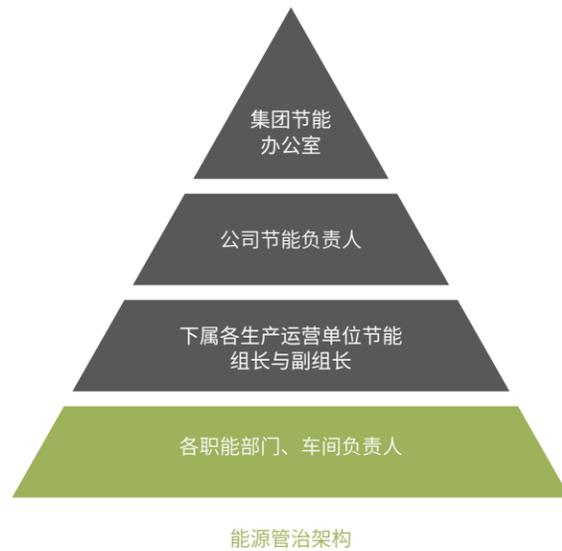 集团节能
办公室
公司节能负责人
下属各生产运营单位节能
组长与副组长
各职能部门、车间负责人
能源管治架构